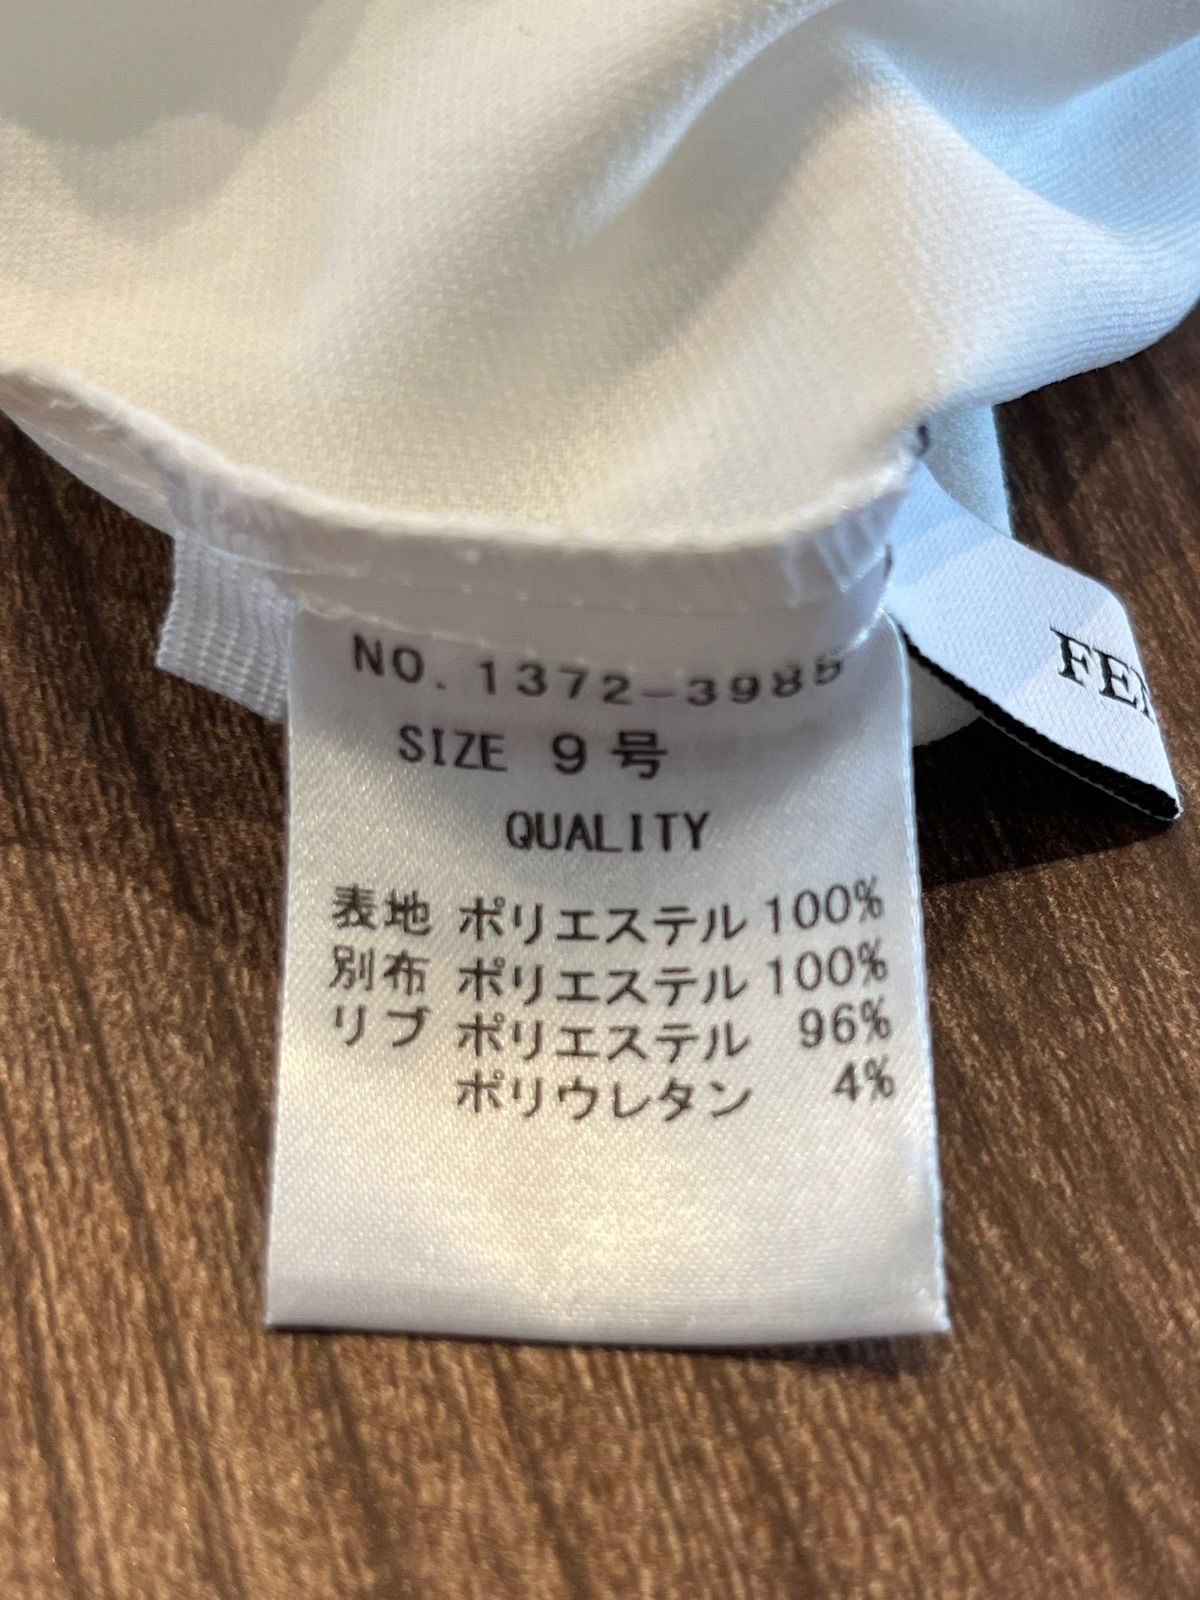 NO. 1372-3985
SIZE 9号
QUALITY
表地 ポリエステル 100%
別布 ポリエステル 100%
リブ ポリエステル 96%
ポリウレタン 4%